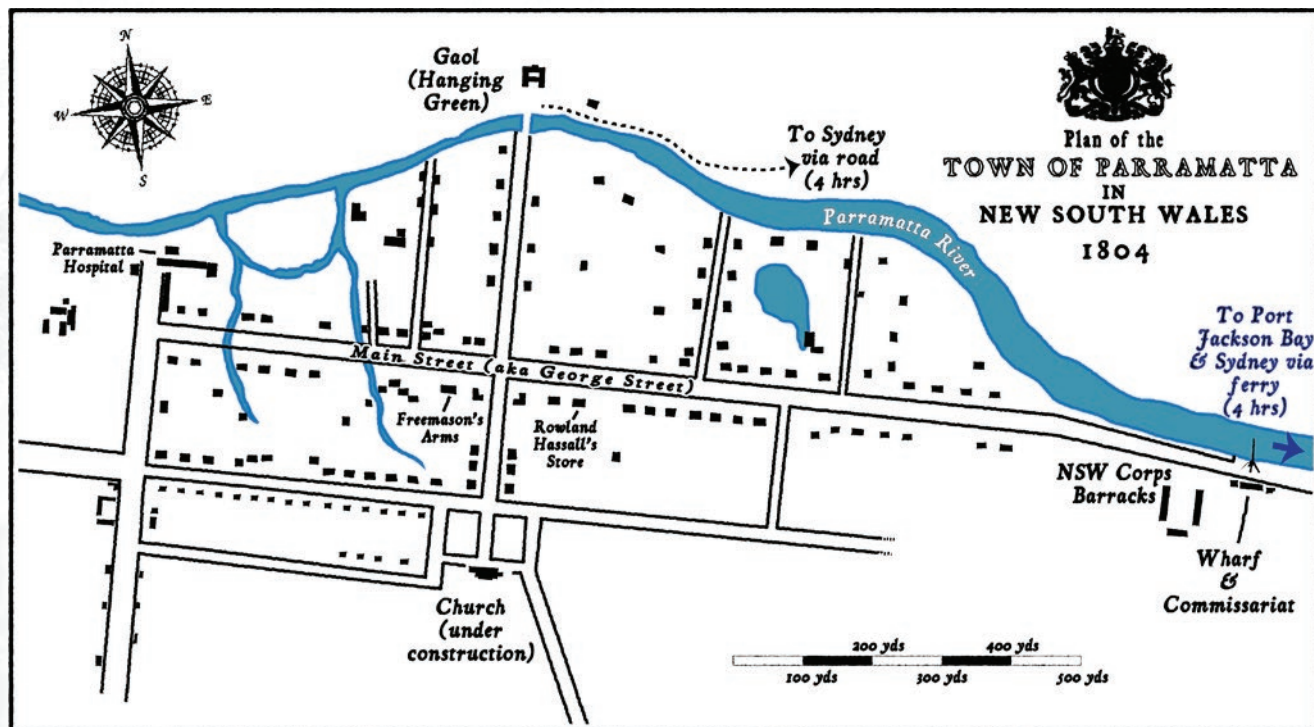 N
W
E
S
Gaol
(Hanging
Green)
To Sydney
via road
(4 hrs)
Plan of the
TOWN OF PARRAMATTA
IN
NEW SOUTH WALES
1804
Parramatta River
Parramatta
Hospital
To Port
Jackson Bay
& Sydney via
ferry
(4 hrs)
Main Street (aka George Street)
Freemason's
Arms
Rowland
Hassall's
Store
NSW Corps
Barracks
Wharf
&
Commissariat
Church
(under
construction)
200 yds
400 yds
100 yds
300 yds
500 yds